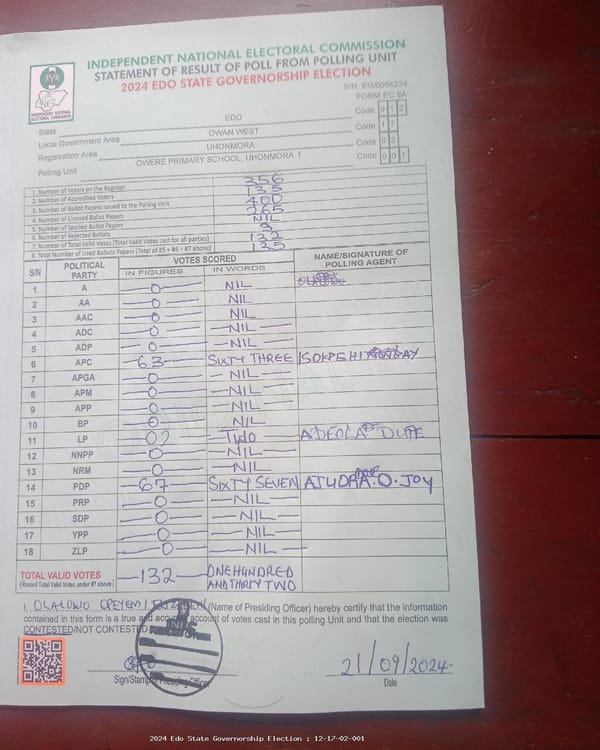 INDEPENDENT NATIONAL ELECTORAL COMMISSION
STATEMENT OF RESULT OF POLL FROM POLLING UNIT
2024 EDO STATE GOVERNORSHIP ELECTION
S/N: EG/0004224
FORM EC 8A
INEC
INDEPENDENT NATIONAL ELECTORAL COMMISSION
State EDO Code 0 1 2
Local Government Area OWAN WEST Code 1 7
Registration Area UHONMORA Code 0 2
Polling Unit OWERE PRIMARY SCHOOL, UHONMORA I Code 0 0 1
1. Number of Voters on the Register 356
2. Number of Accredited Voters 135
3. Number of Ballot Papers Issued to the Polling Unit 400
4. Number of Unused Ballot Papers 265
5. Number of Spoiled Ballot Papers NIL
6. Number of Rejected Ballots 3
7. Number of Total Valid Votes (Total Valid Votes cast for all parties) 132
8. Total Number of Used Ballots Papers (Total of #5 + #6 + #7 above) 135
S/N POLITICAL PARTY VOTES SCORED NAME/SIGNATURE OF POLLING AGENT
IN FIGURES IN WORDS
1 A 0 NIL
2 AA 0 NIL
3 AAC 0 NIL
4 ADC 0 NIL
5 ADP 0 NIL
6 APC 63 SIXTY THREE
7 APGA 0 NIL
8 APM 0 NIL
9 APP 0 NIL
10 BP 0 NIL
11 LP 02 TWO ADEOLA DUPE
12 NNPP 0 NIL
13 NRM 0 NIL
14 PDP 67 SIXTY SEVEN O. JOY
15 PRP 0 NIL
16 SDP 0 NIL
17 YPP 0 NIL
18 ZLP 0 NIL
TOTAL VALID VOTES 132 ONE HUNDRED
(Record Total Valid Votes under #7 above) AND THIRTY TWO
I, OLALOWO OPEYEMI (Name of Presiding Officer) hereby certify that the information
contained in this form is a true and accurate account of votes cast in this polling Unit and that the election was
CONTESTED/NOT CONTESTED
INEC
21/09/2024
Sign/Stamp of Presiding Officer Date
2024 Edo State Governorship Election : 12-17-02-001